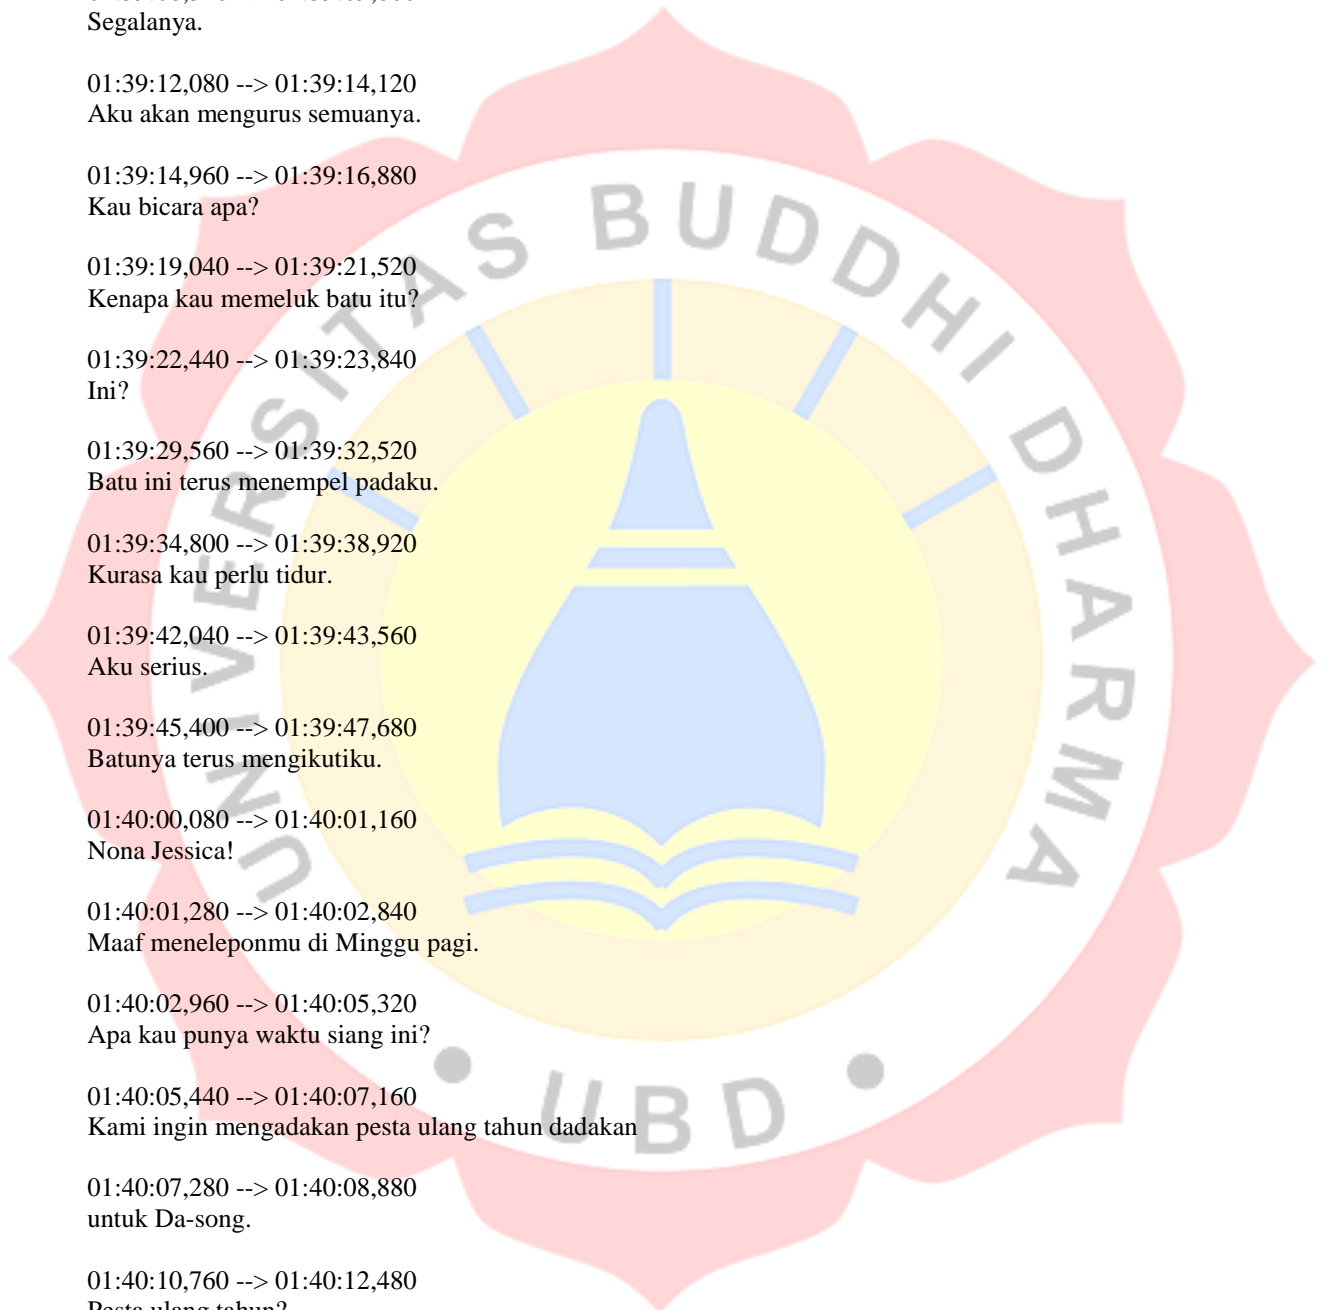 Segalanya.
01:39:12,080 --> 01:39:14,120
Aku akan mengurus semuanya.
01:39:14,960 --> 01:39:16,880
Kau bicara apa?
01:39:19,040 --> 01:39:21,520
Kenapa kau memeluk batu itu?
01:39:22,440 --> 01:39:23,840
Ini?
01:39:29,560 --> 01:39:32,520
Batu ini terus menempel padaku.
01:39:34,800 --> 01:39:38,920
Kurasa kau perlu tidur.
01:39:42,040 --> 01:39:43,560
Aku serius.
01:39:45,400 --> 01:39:47,680
Batunya terus mengikutiku.
01:40:00,080 --> 01:40:01,160
Nona Jessica!
01:40:01,280 --> 01:40:02,840
Maaf meneleponmu di Minggu pagi.
01:40:02,960 --> 01:40:05,320
Apa kau punya waktu siang ini?
01:40:05,440 --> 01:40:07,160
Kami ingin mengadakan pesta ulang tahun dadakan
01:40:07,280 --> 01:40:08,880
untuk Da-song.
01:40:10,760 --> 01:40:12,480
Pesta ulang tahun?
UNIVERSITAS BUDDHI DHARMA
UBD